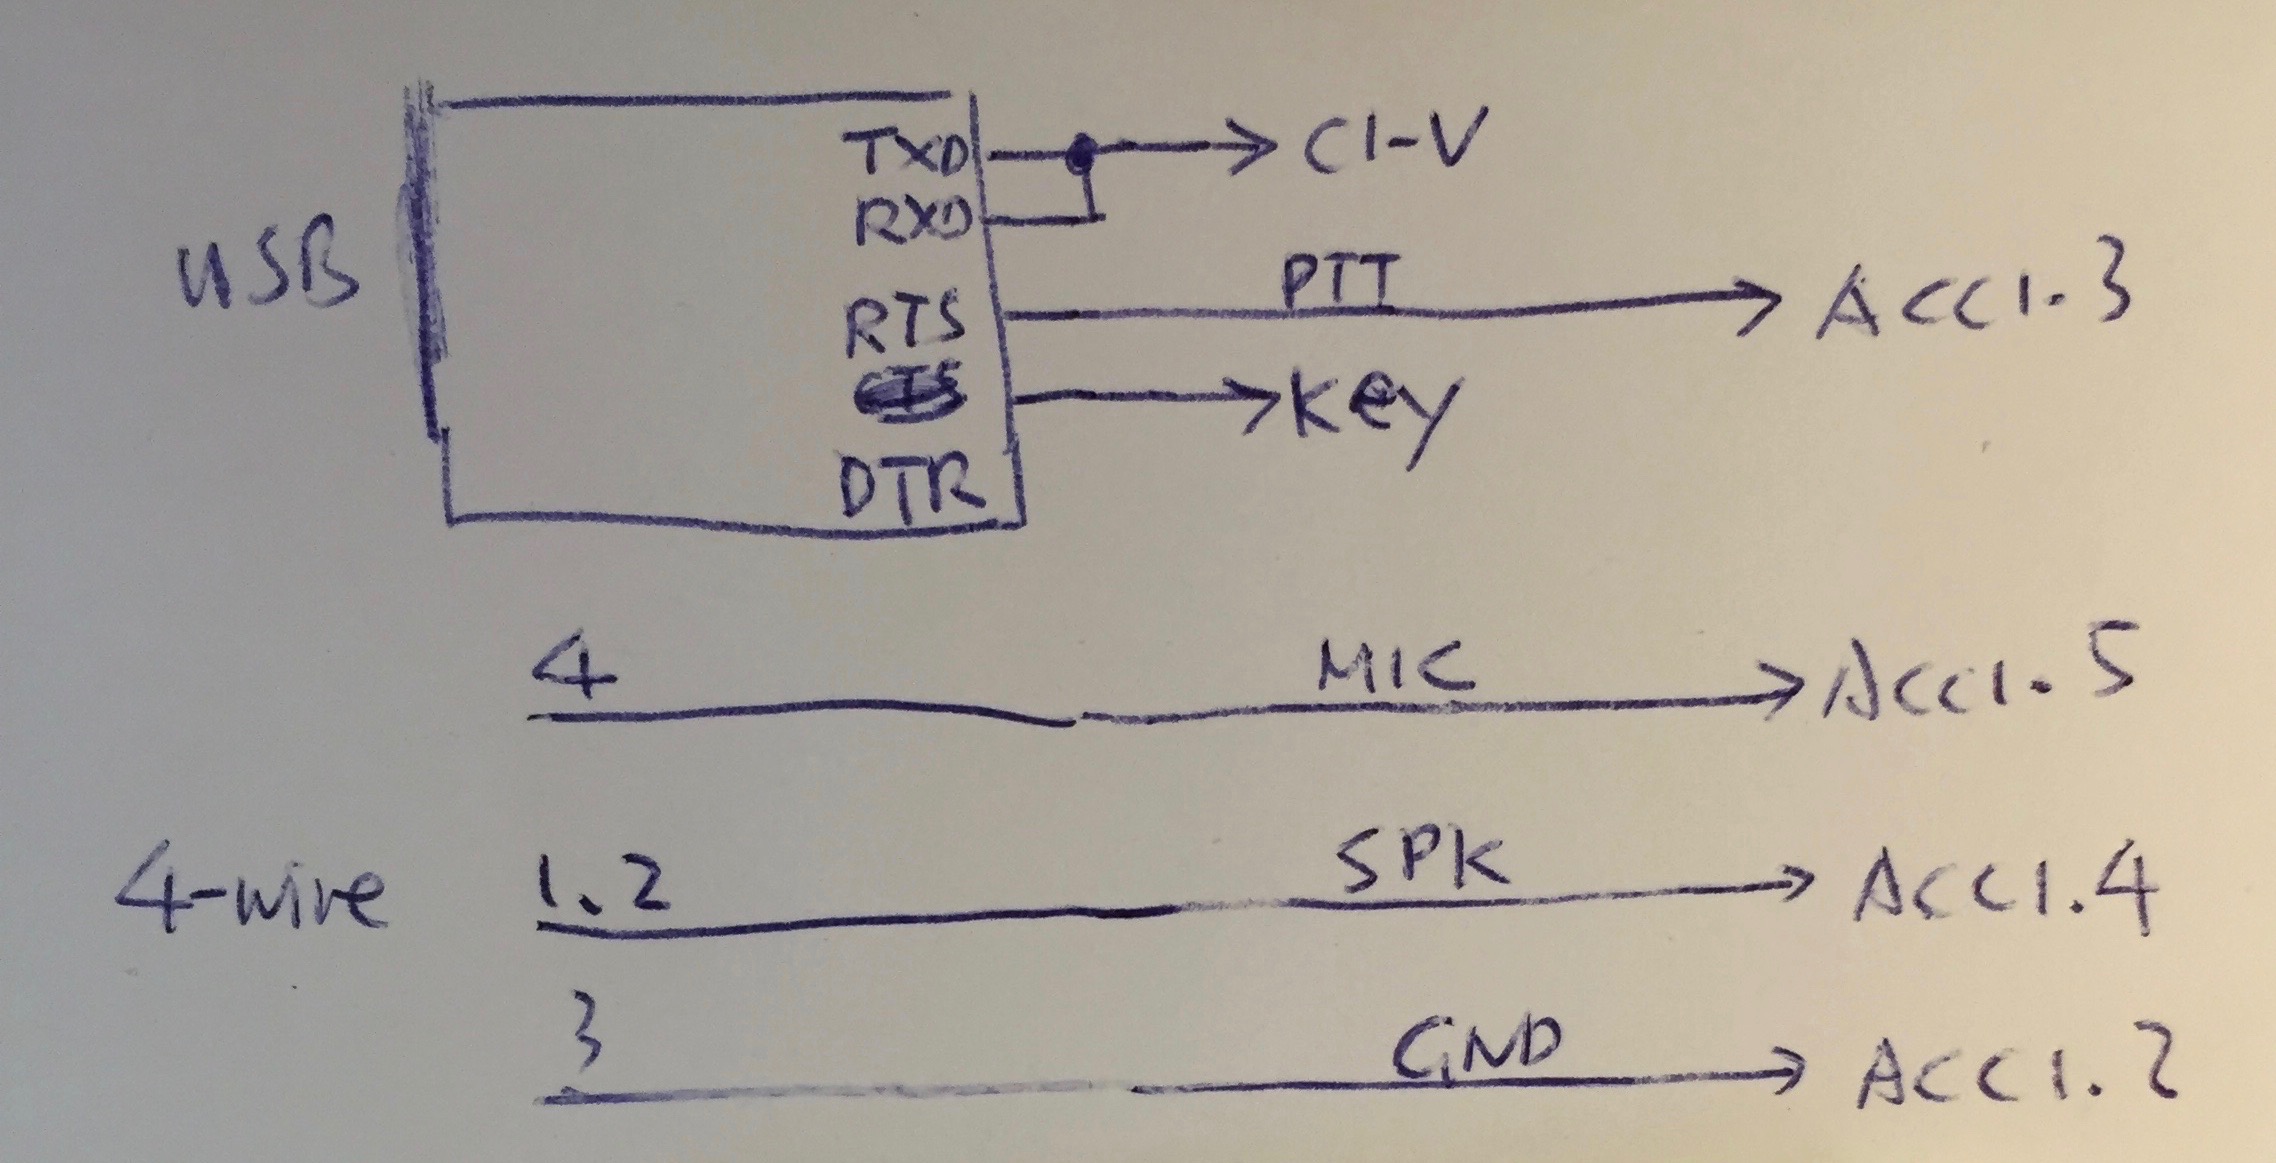 TXD CI-V
RXD
USB
PTT
RTS ACC1.3
CTS Key
DTR
4 MIC ACC1.5
4-wire 1.2 SPK ACC1.4
3 GND ACC1.2